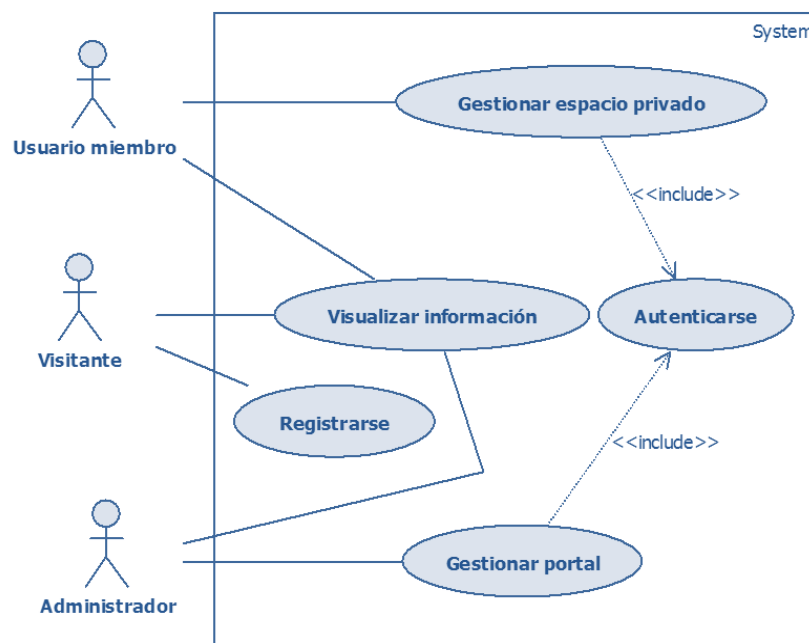 System
Gestionar espacio privado
Usuario miembro
<<include>>
Visualizar información
Autenticarse
Visitante
Registrarse
<<include>>
Gestionar portal
Administrador